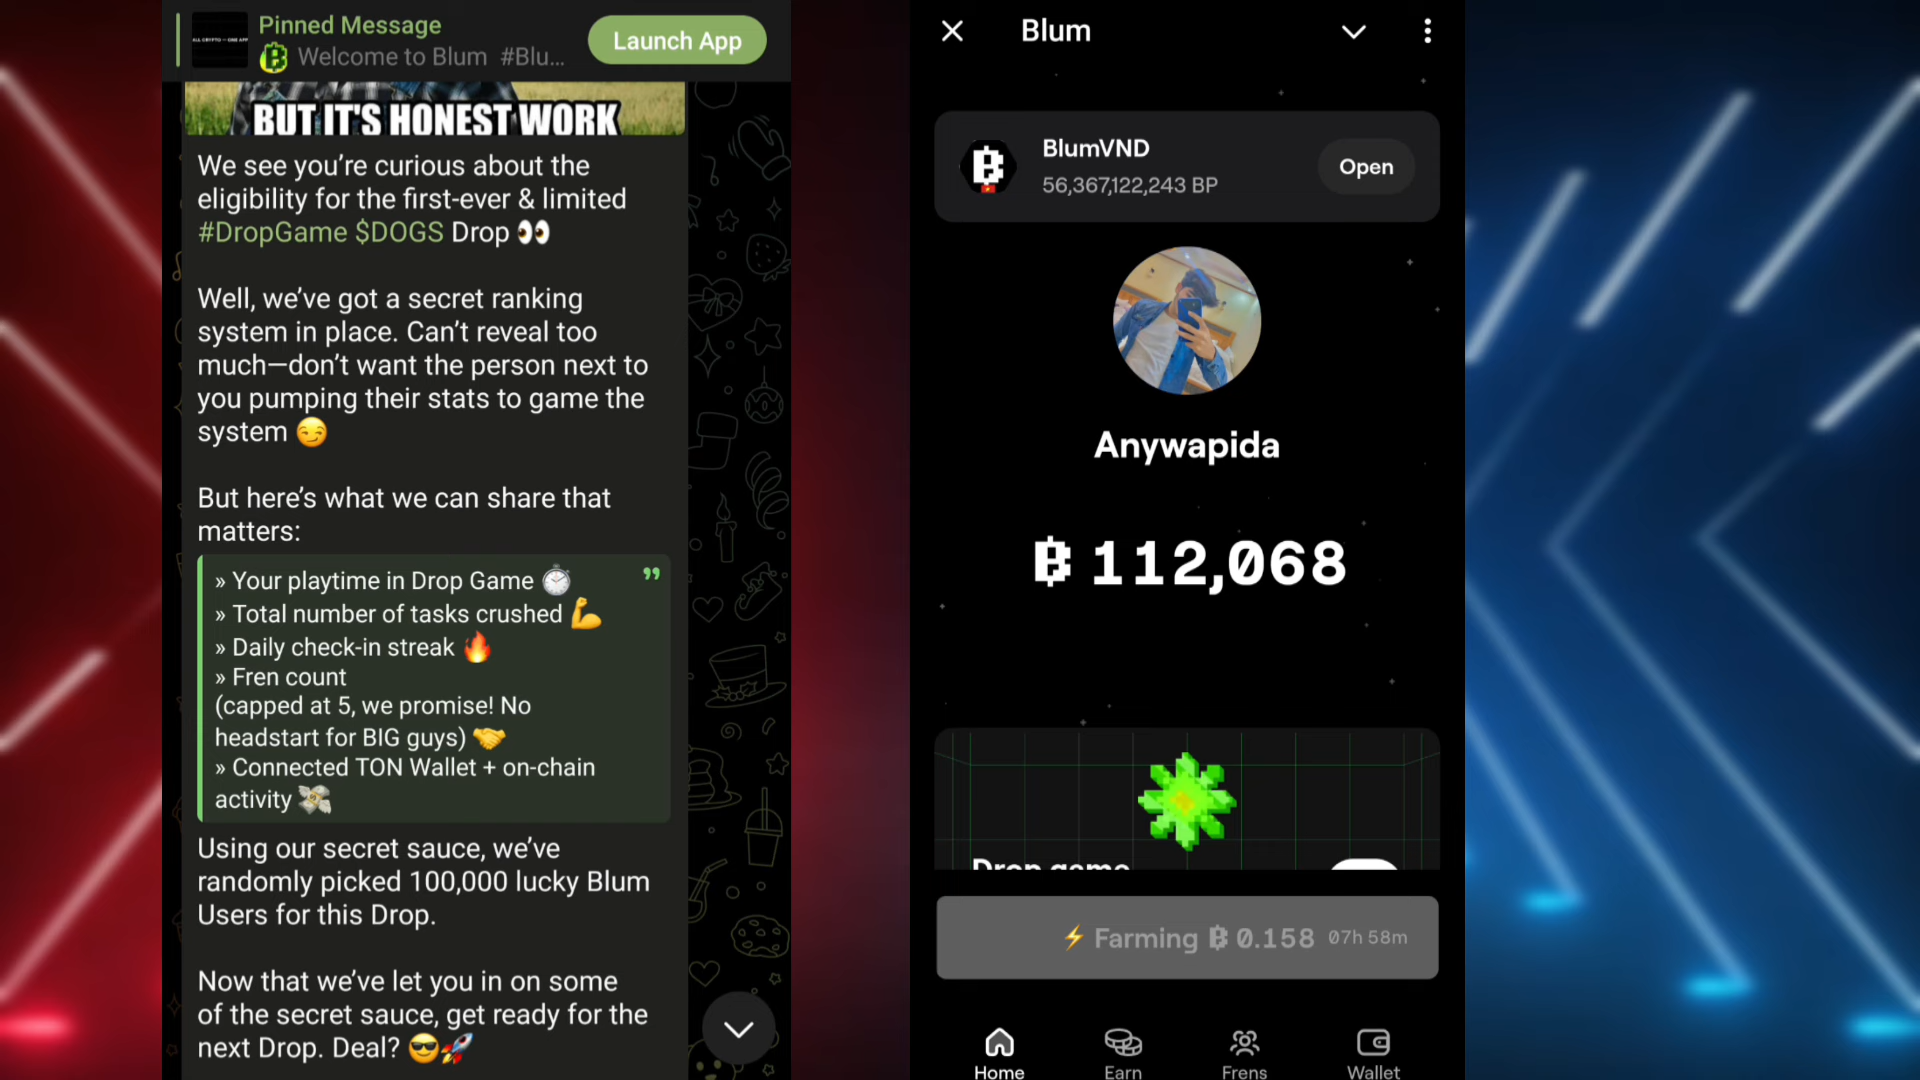 Pinned Message
Welcome to Blum #Blu...
Launch App
BUT IT'S HONEST WORK
We see you're curious about the
eligibility for the first-ever & limited
#DropGame $DOGS Drop 👀
Well, we've got a secret ranking
system in place. Can't reveal too
much—don't want the person next to
you pumping their stats to game the
system 😏
But here's what we can share that
matters:
» Your playtime in Drop Game ⏱️
» Total number of tasks crushed 💪
» Daily check-in streak 🔥
» Fren count
(capped at 5, we promise! No
headstart for BIG guys) 🤝
» Connected TON Wallet + on-chain
activity 💸
Using our secret sauce, we've
randomly picked 100,000 lucky Blum
Users for this Drop.
Now that we've let you in on some
of the secret sauce, get ready for the
next Drop. Deal? 😎🚀
Blum
BlumVND
56,367,122,243 BP
Open
Anywapida
112,068
Drop game
⚡ Farming 0.158 07h 58m
Home
Earn
Frens
Wallet